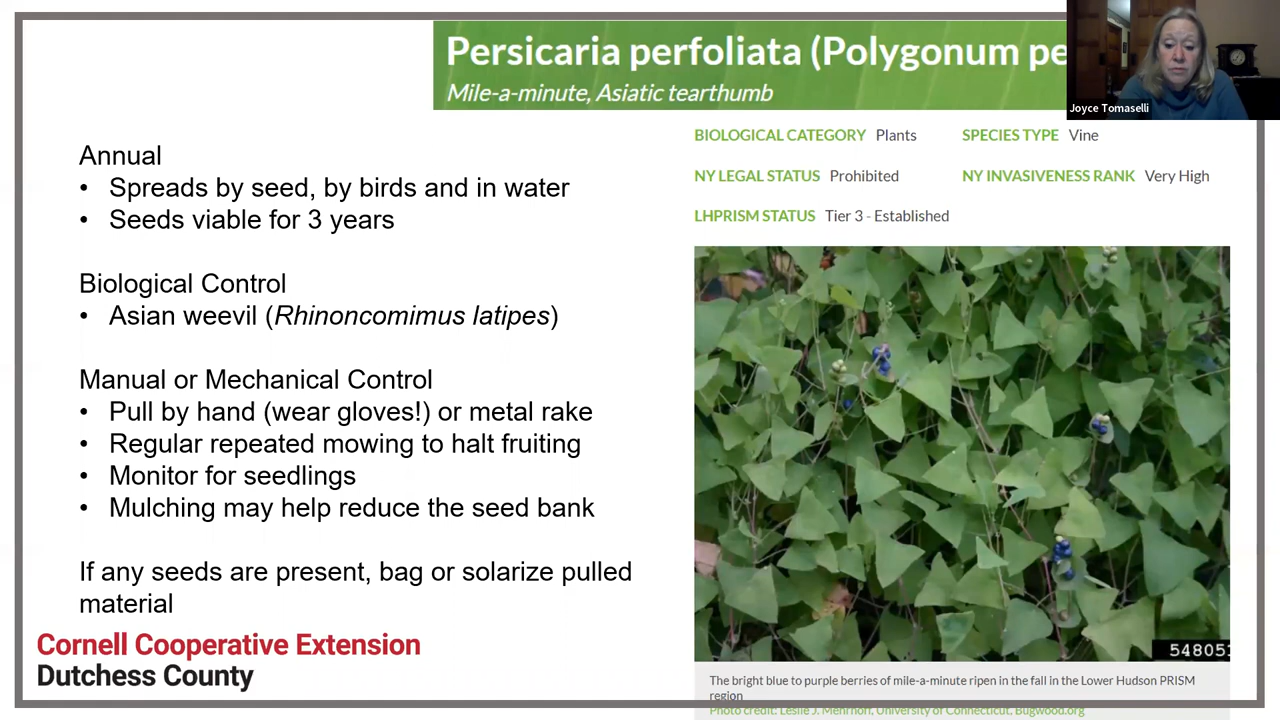 Persicaria perfoliata (Polygonum pe
Mile-a-minute, Asiatic tearthumb
Joyce Tomaselli
BIOLOGICAL CATEGORY Plants
SPECIES TYPE Vine
NY LEGAL STATUS Prohibited
NY INVASIVENESS RANK Very High
LHPRISM STATUS Tier 3 - Established
Annual
• Spreads by seed, by birds and in water
• Seeds viable for 3 years
Biological Control
• Asian weevil (Rhinoncomimus latipes)
Manual or Mechanical Control
• Pull by hand (wear gloves!) or metal rake
• Regular repeated mowing to halt fruiting
• Monitor for seedlings
• Mulching may help reduce the seed bank
If any seeds are present, bag or solarize pulled
material
Cornell Cooperative Extension
Dutchess County
548051
The bright blue to purple berries of mile-a-minute ripen in the fall in the Lower Hudson PRISM
region
Photo credit: Leslie J. Mehrhoff, University of Connecticut, Bugwood.org